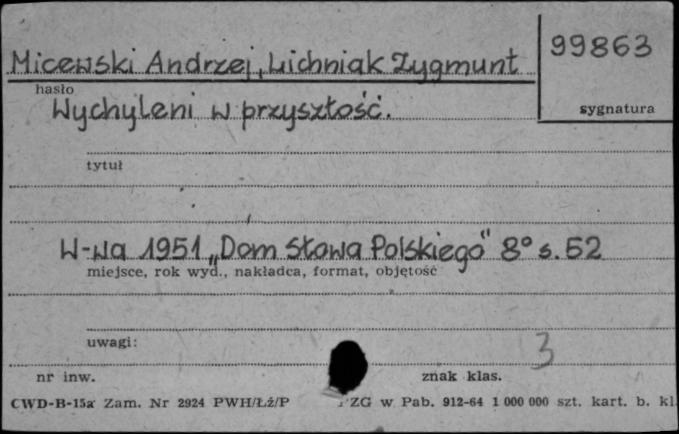 99863
Micewski Andrzej, Lichniak Zygmunt
hasło
Wychyleni w przyszłość.
sygnatura
tytuł
W-wa 1951 „Dom Słowa Polskiego" 8° s. 52
miejsce, rok wyd., nakładca, format, objętość
uwagi:
3
nr inw.
znak klas.
CWD-B-15a Zam. Nr 2924 PWH/Łź/P ZG w Pab. 912-64 1 000 000 szt. kart. b. kl